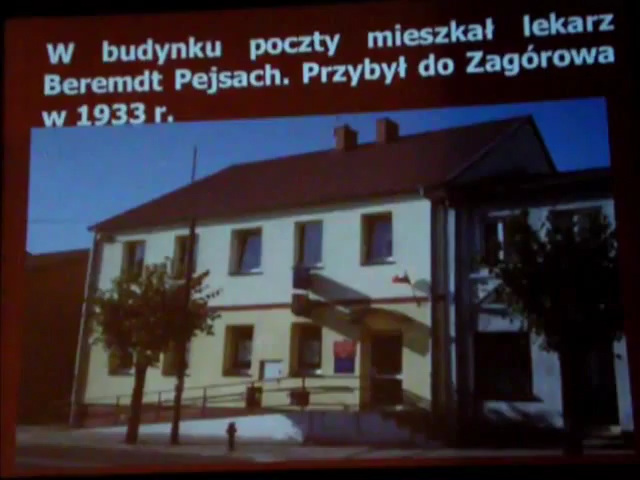 W budynku poczty mieszkał lekarz
Beremdt Pejsach. Przybył do Zagórowa
w 1933 r.